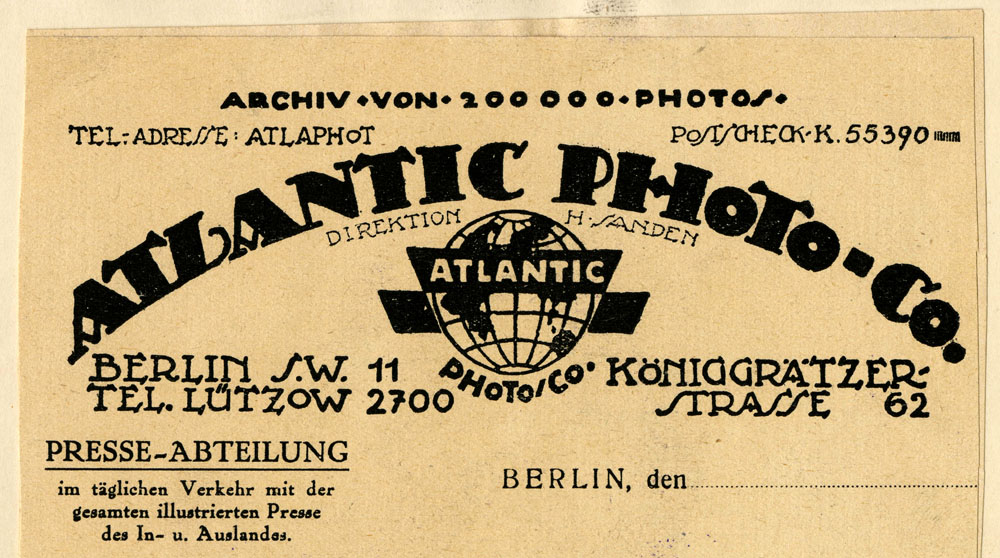 ARCHIV • VON • 200 000 • PHOTOS •
TEL.-ADRESSE: ATLAPHOT
POSTSCHECK-K. 55390
ATLANTIC PHOTO-CO.
DIREKTION H. SANDEN
ATLANTIC
PHOTO/CO.
BERLIN S.W. 11
TEL. LÜTZOW 2700
KÖNIGGRÄTZER-
STRASSE 62
PRESSE-ABTEILUNG
im täglichen Verkehr mit der
gesamten illustrierten Presse
des In- u. Auslandes.
BERLIN, den